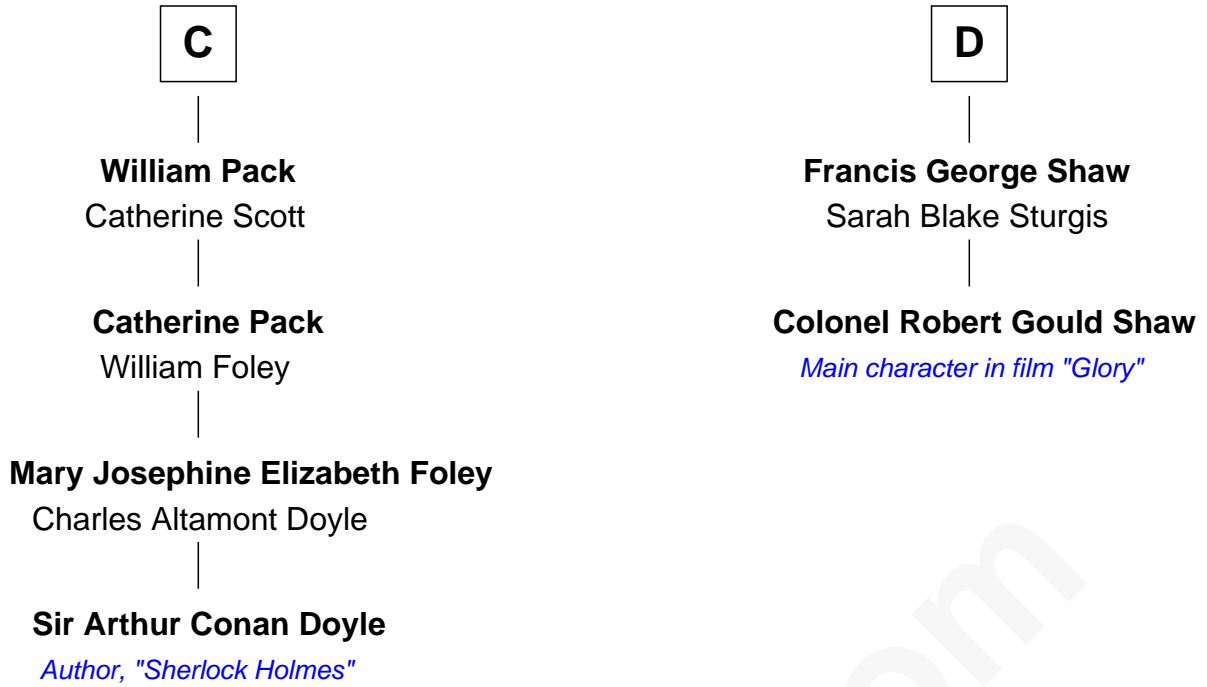 C
William Pack
Catherine Scott
Catherine Pack
William Foley
Mary Josephine Elizabeth Foley
Charles Altamont Doyle
Sir Arthur Conan Doyle
Author, "Sherlock Holmes"
D
Francis George Shaw
Sarah Blake Sturgis
Colonel Robert Gould Shaw
Main character in film "Glory"
om